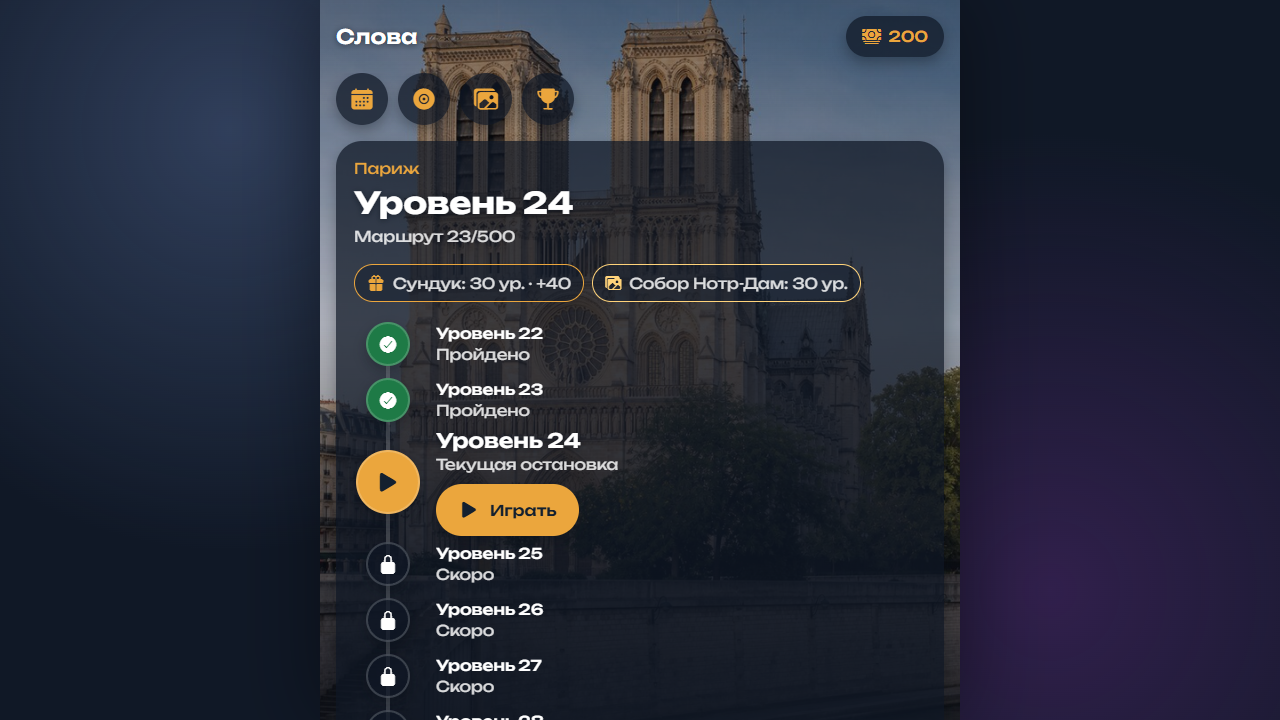 Слова
200
Париж
Уровень 24
Маршрут 23/500
Сундук: 30 ур. · +40
Собор Нотр-Дам: 30 ур.
Уровень 22
Пройдено
Уровень 23
Пройдено
Уровень 24
Текущая остановка
Играть
Уровень 25
Скоро
Уровень 26
Скоро
Уровень 27
Скоро